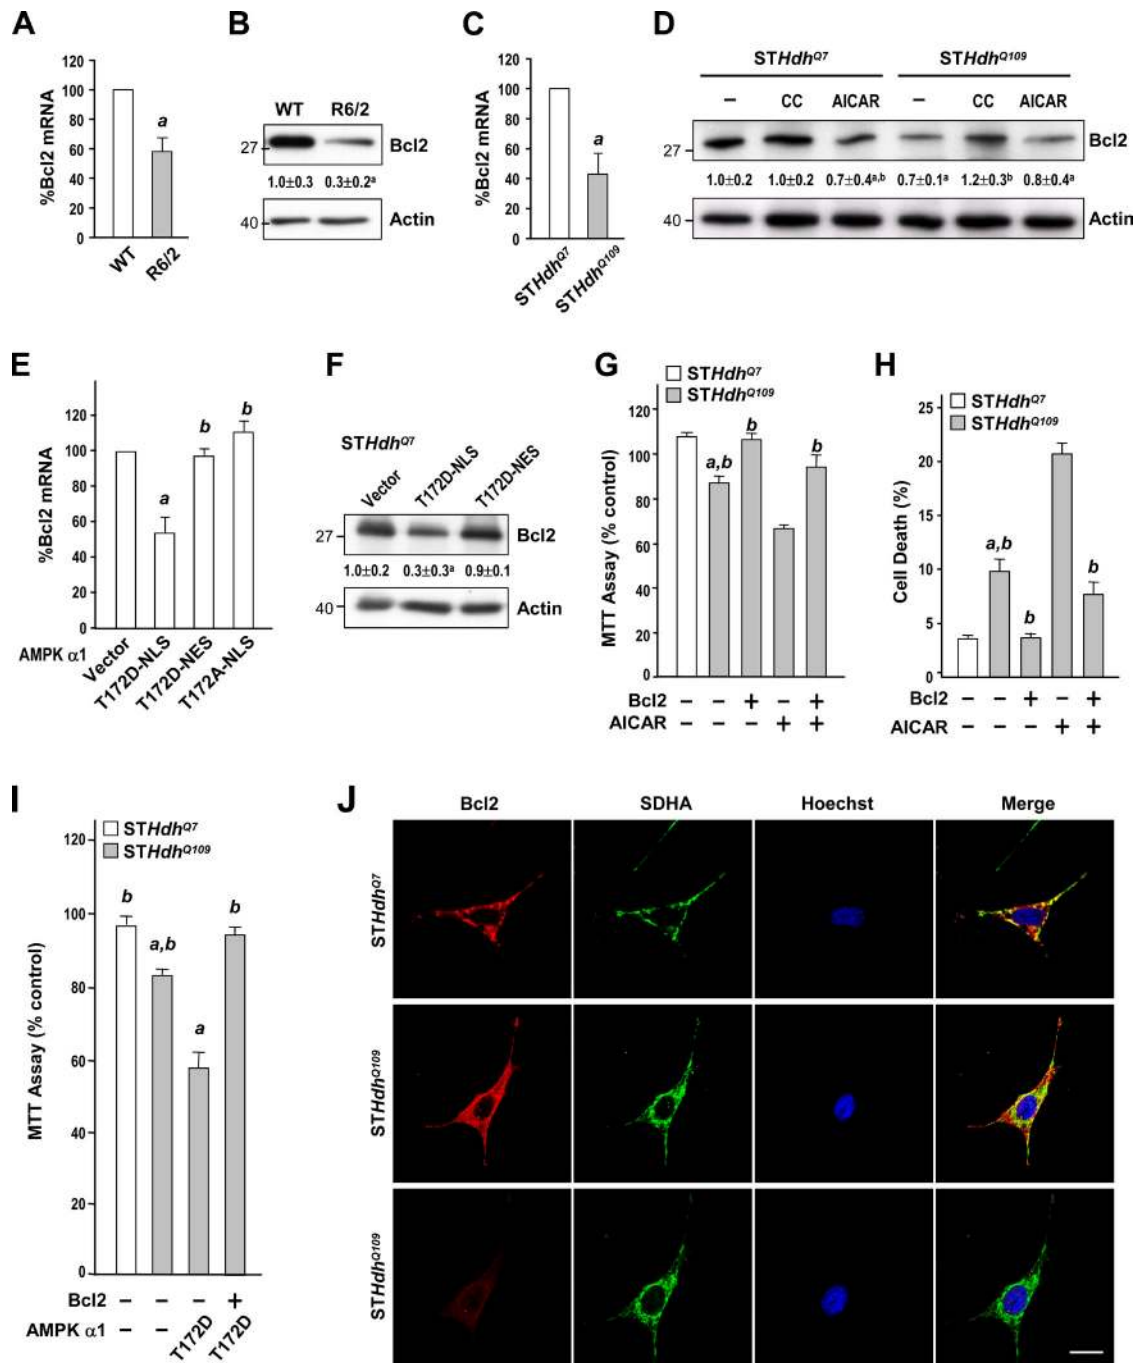 A
%Bcl2 mRNA
120
100
80
60
40
20
0
a
WT
R6/2
B
WT R6/2
27
Bcl2
1.0±0.3 0.3±0.2ᵃ
40
Actin
C
%Bcl2 mRNA
120
100
80
60
40
20
0
a
STHdhQ7
STHdhQ109
D
STHdhQ7 STHdhQ109
– CC AICAR – CC AICAR
27
Bcl2
1.0±0.2 1.0±0.2 0.7±0.4a,b 0.7±0.1a 1.2±0.3b 0.8±0.4a
40
Actin
E
%Bcl2 mRNA
120
100
80
60
40
20
0
a
b
b
AMPK α1
Vector
T172D-NLS
T172D-NES
T172A-NLS
F
STHdhQ7
Vector
T172D-NLS
T172D-NES
27
Bcl2
1.0±0.2 0.3±0.3a 0.9±0.1
40
Actin
G
STHdhQ7
STHdhQ109
MTT Assay (% control)
120
100
80
60
40
20
0
a,b
b
b
Bcl2 – – + – +
AICAR – – – + +
H
STHdhQ7
STHdhQ109
Cell Death (%)
25
20
15
10
5
0
a,b
b
b
Bcl2 – – + – +
AICAR – – – + +
I
STHdhQ7
STHdhQ109
MTT Assay (% control)
120
100
80
60
40
20
0
b
a,b
a
b
Bcl2 – – – +
AMPK α1 – – T172D T172D
J
Bcl2 SDHA Hoechst Merge
STHdhQ7
STHdhQ109
STHdhQ109